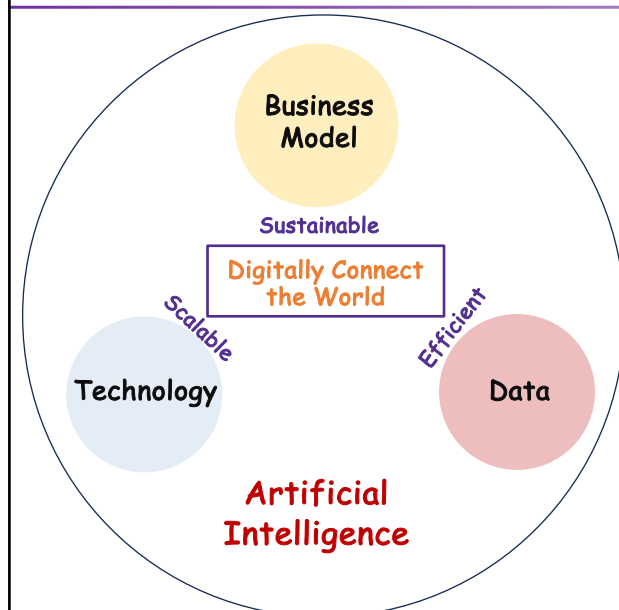 Business
Model
Sustainable
Digitally Connect
the World
Scalable
Efficient
Technology
Data
Artificial
Intelligence